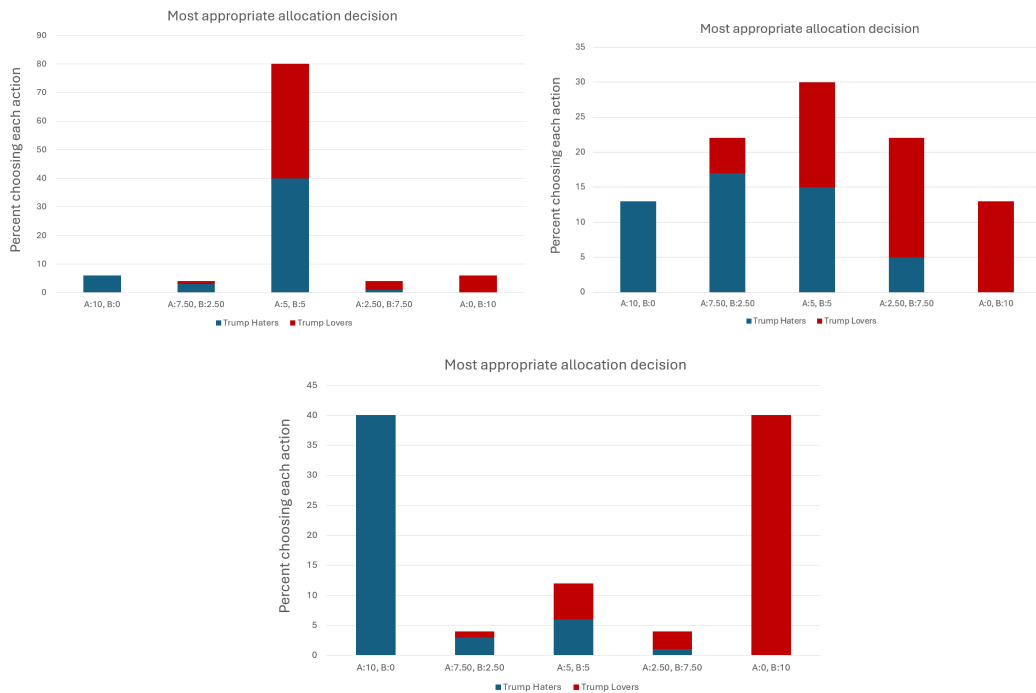 Most appropriate allocation decision
Percent choosing each action
90
80
70
60
50
40
30
20
10
0
A:10, B:0 A:7.50, B:2.50 A:5, B:5 A:2.50, B:7.50 A:0, B:10
Trump Haters Trump Lovers
Most appropriate allocation decision
Percent choosing each action
35
30
25
20
15
10
5
0
A:10, B:0 A:7.50, B:2.50 A:5, B:5 A:2.50, B:7.50 A:0, B:10
Trump Haters Trump Lovers
Most appropriate allocation decision
Percent choosing each action
45
40
35
30
25
20
15
10
5
0
A:10, B:0 A:7.50, B:2.50 A:5, B:5 A:2.50, B:7.50 A:0, B:10
Trump Haters Trump Lovers